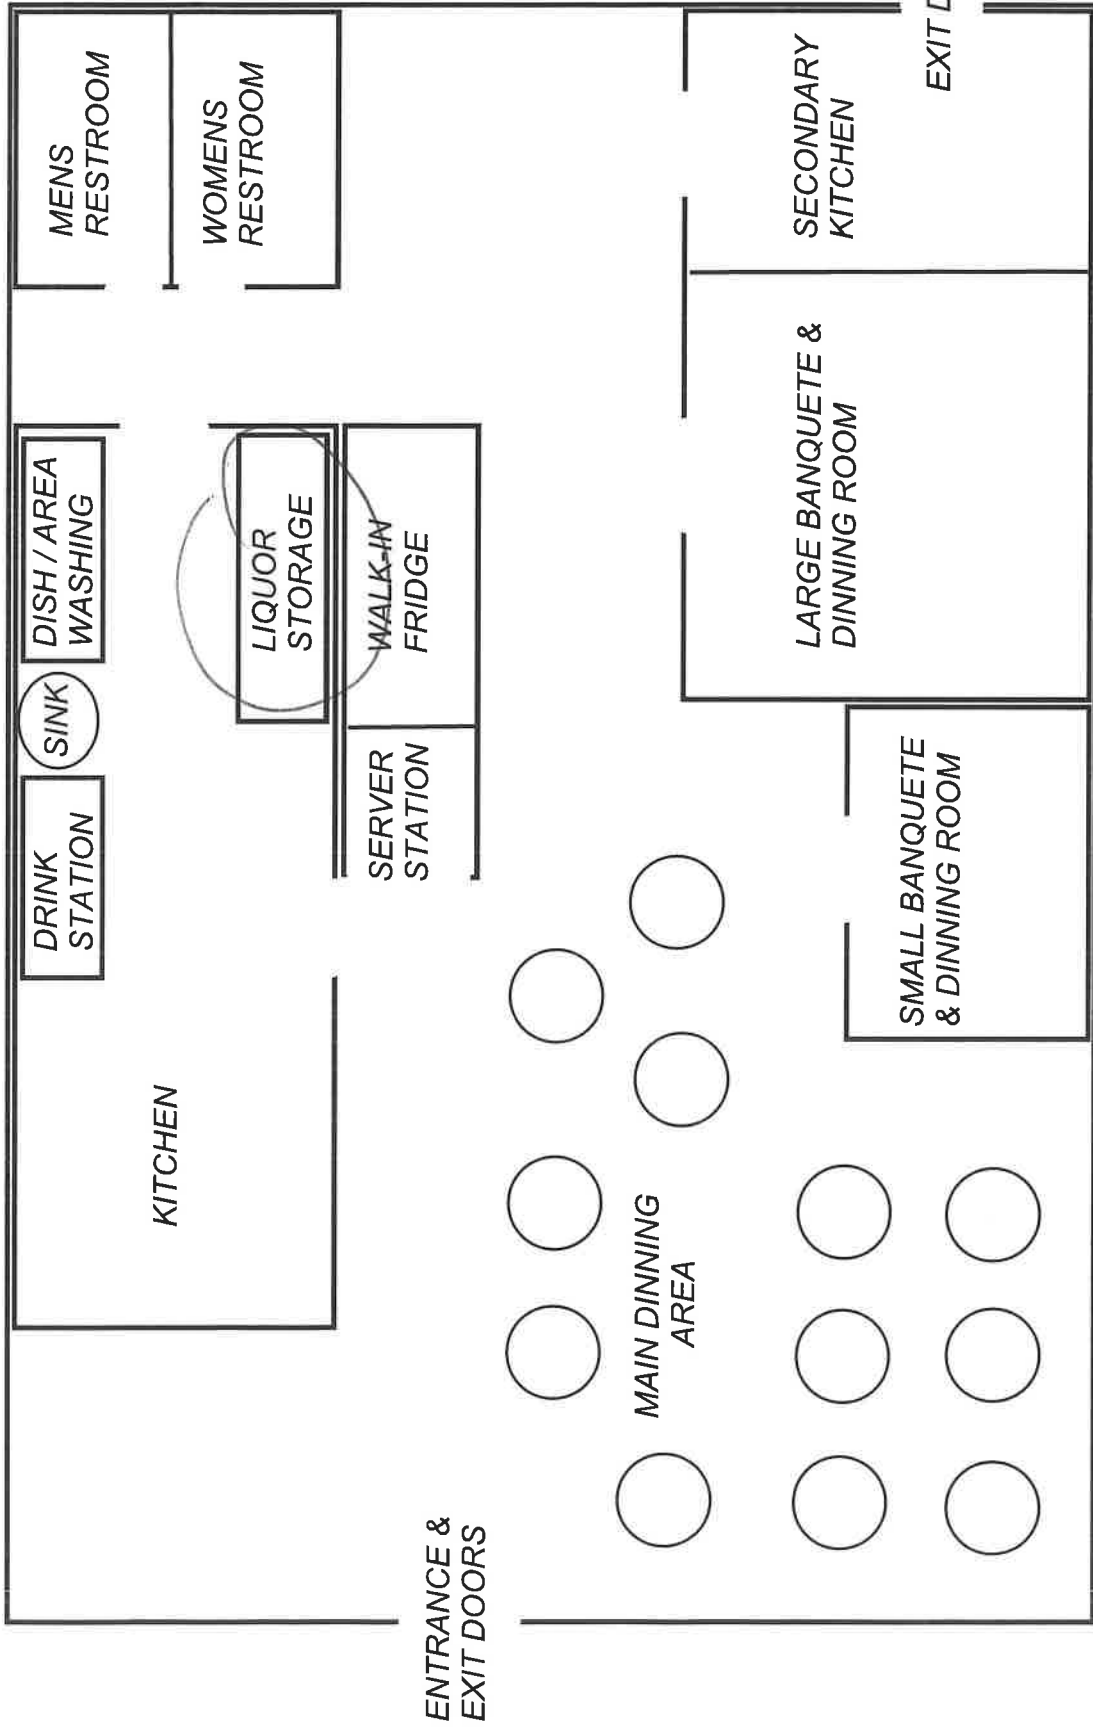 DRINK
STATION
SINK
DISH / AREA
WASHING
MENS
RESTROOM
KITCHEN
WOMENS
RESTROOM
LIQUOR
STORAGE
SERVER
STATION
WALK-IN
FRIDGE
ENTRANCE &
EXIT DOORS
MAIN DINNING
AREA
LARGE BANQUETE &
DINNING ROOM
SECONDARY
KITCHEN
SMALL BANQUETE
& DINNING ROOM
EXIT